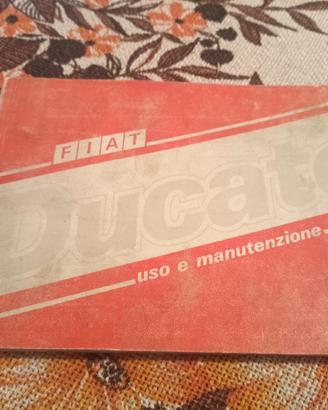 FIAT
Ducato
uso e manutenzione